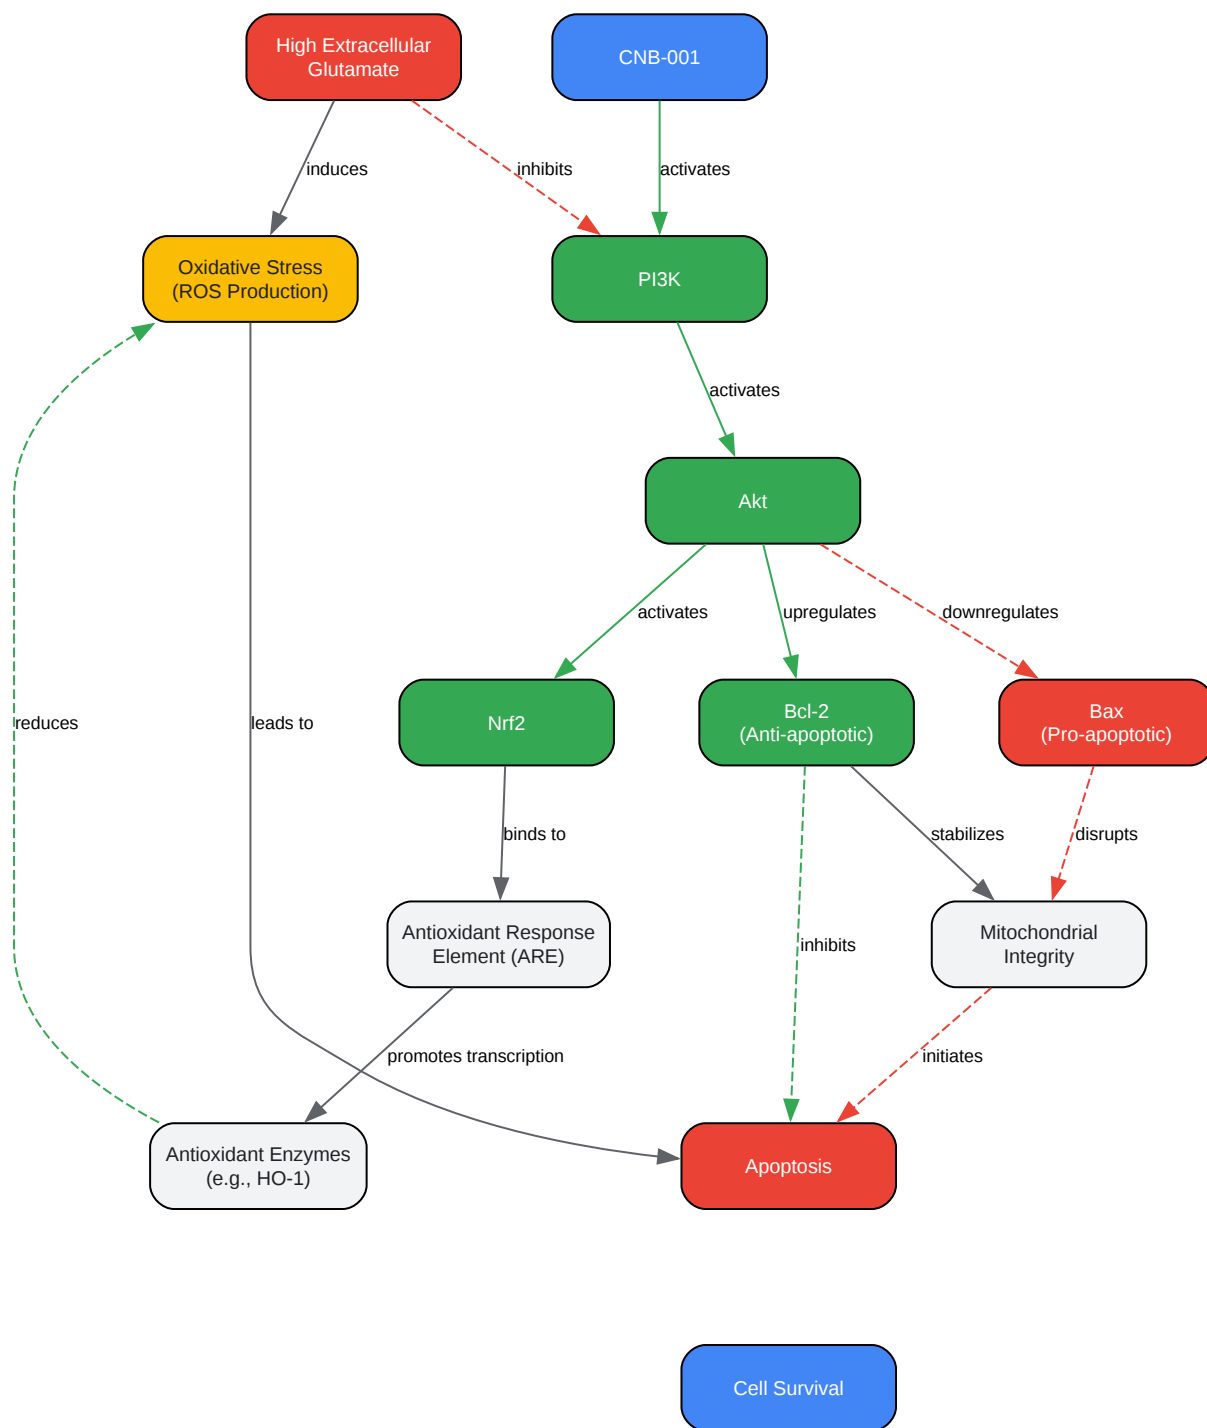 High Extracellular
Glutamate
CNB-001
induces
inhibits
activates
Oxidative Stress
(ROS Production)
PI3K
activates
Akt
activates
upregulates
downregulates
reduces
leads to
Nrf2
Bcl-2
(Anti-apoptotic)
Bax
(Pro-apoptotic)
binds to
stabilizes
disrupts
Antioxidant Response
Element (ARE)
inhibits
Mitochondrial
Integrity
promotes transcription
initiates
Antioxidant Enzymes
(e.g., HO-1)
Apoptosis
Cell Survival